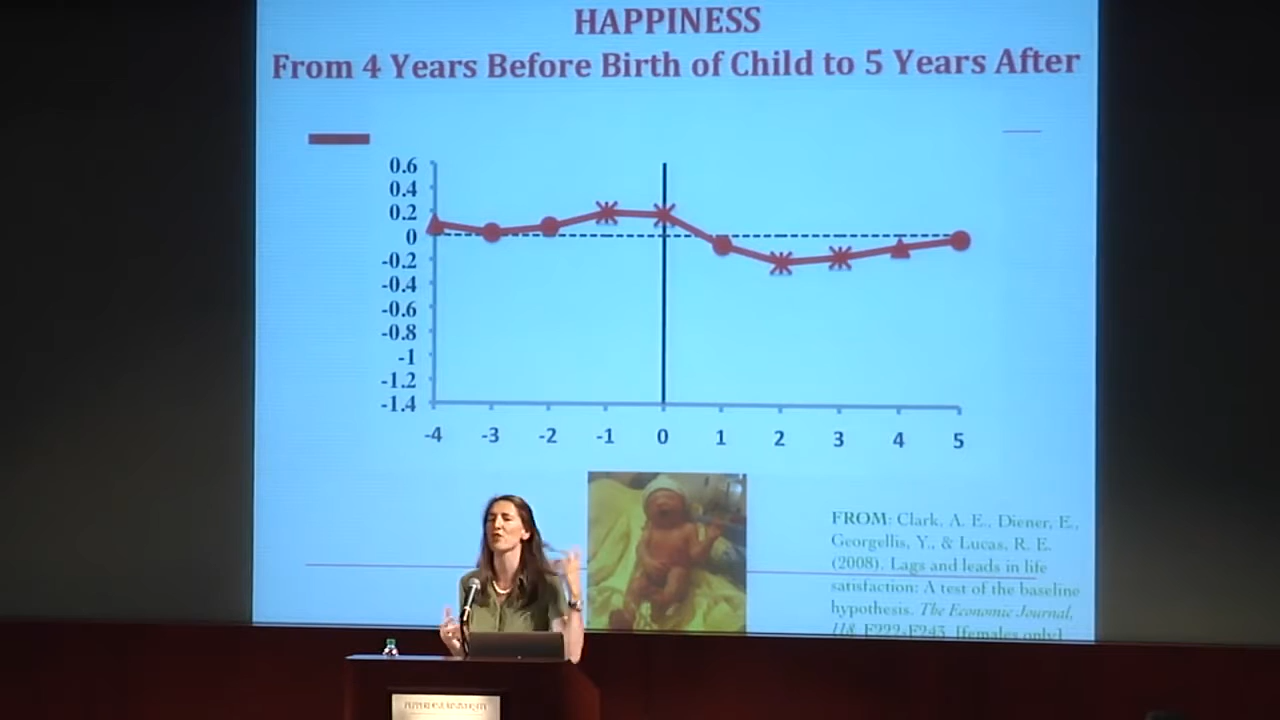 HAPPINESS
From 4 Years Before Birth of Child to 5 Years After
0.6
0.4
0.2
0
-0.2
-0.4
-0.6
-0.8
-1
-1.2
-1.4
-4 -3 -2 -1 0 1 2 3 4 5
FROM: Clark, A. E., Diener, E.,
Georgellis, Y., & Lucas, R. E.
(2008). Lags and leads in life
satisfaction: A test of the baseline
hypothesis. The Economic Journal,
118, F222-F243. [females only]